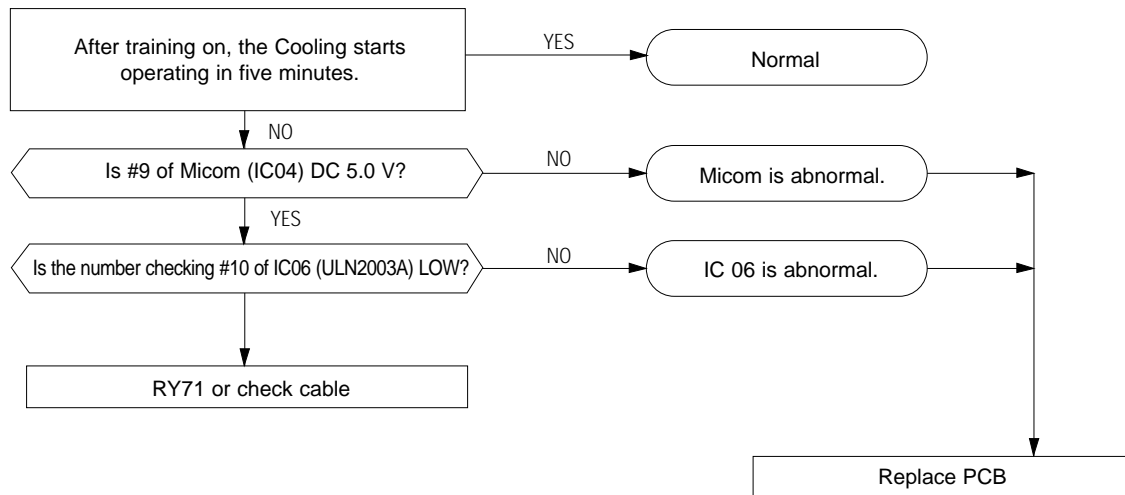 After training on, the Cooling starts
operating in five minutes.
YES
Normal
NO
Is #9 of Micom (IC04) DC 5.0 V?
NO
Micom is abnormal.
YES
Is the number checking #10 of IC06 (ULN2003A) LOW?
NO
IC 06 is abnormal.
RY71 or check cable
Replace PCB